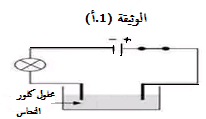 الوثيقة (1.أ)
- +
محلول كلور
النحاس